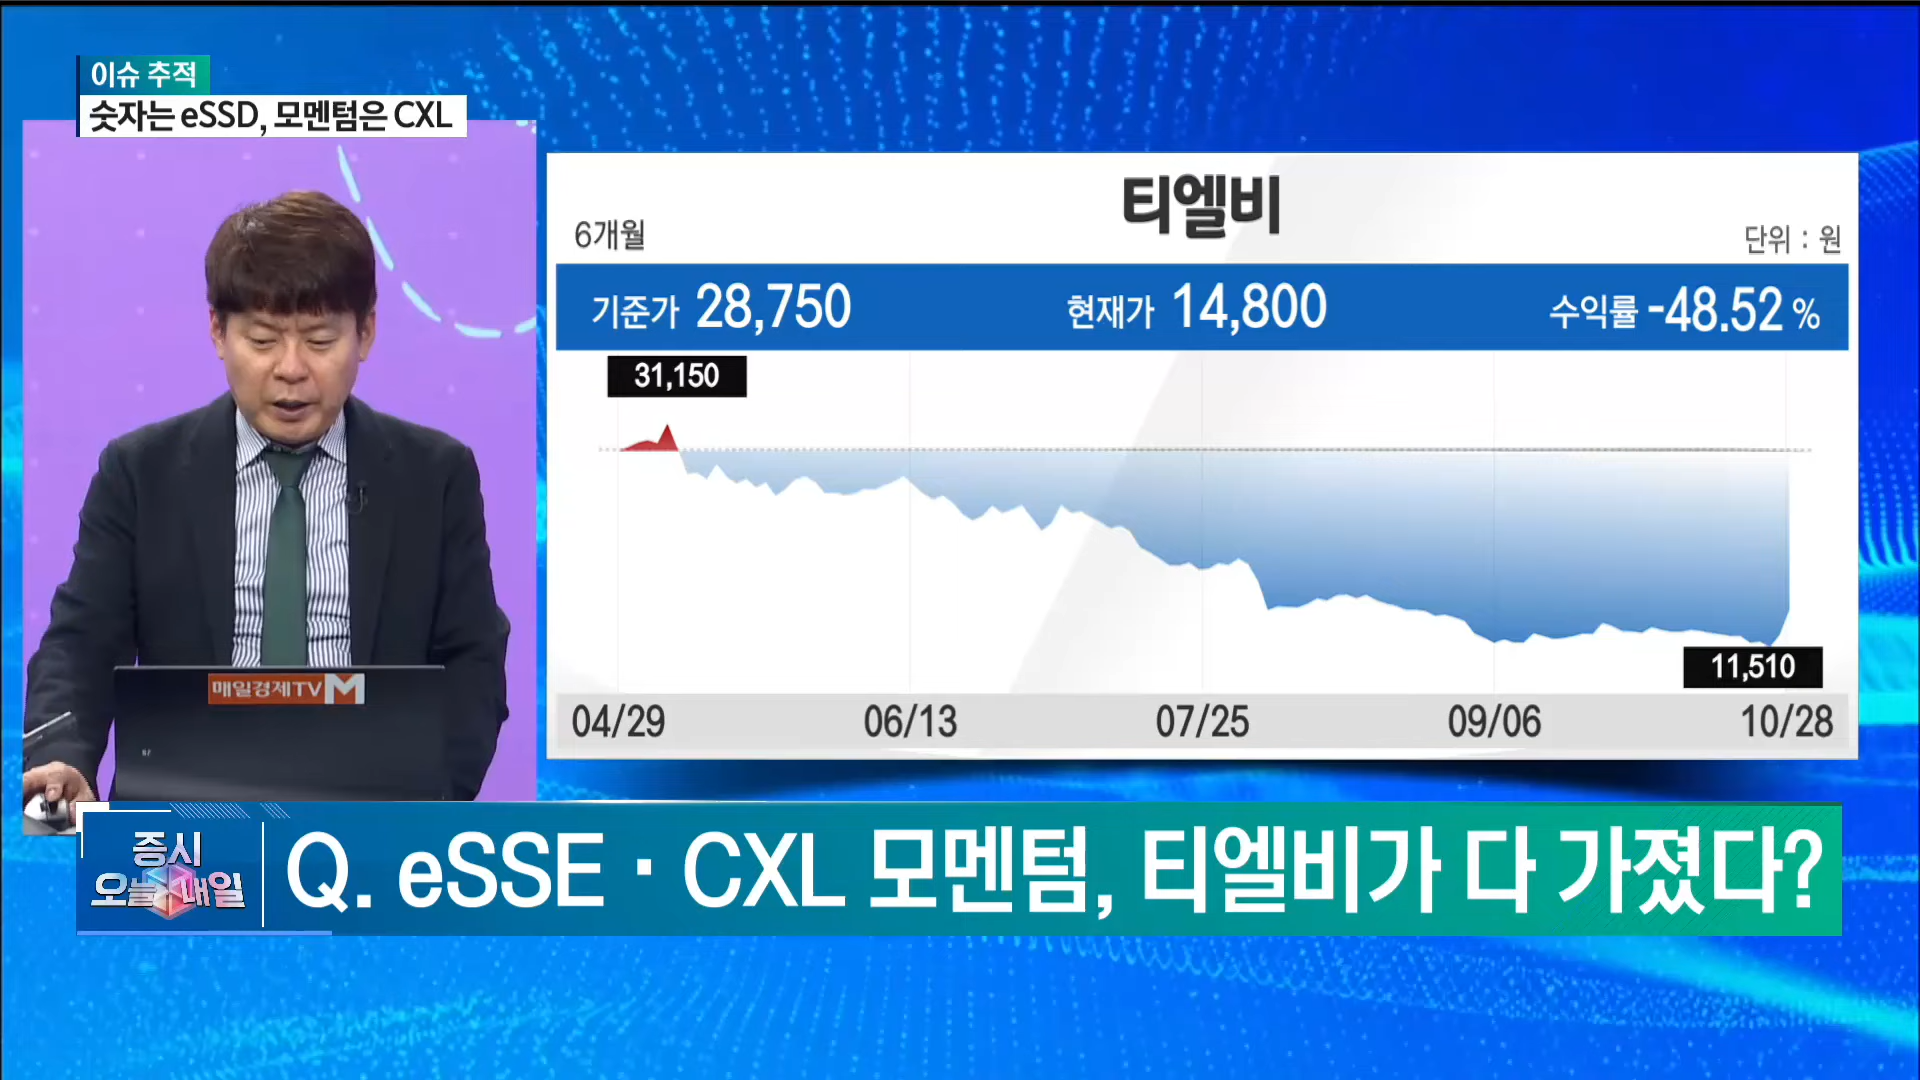 이슈 추적
숫자는 eSSD, 모멘텀은 CXL
티엘비
6개월
단위 : 원
기준가 28,750 현재가 14,800 수익률 -48.52 %
31,150
11,510
04/29 06/13 07/25 09/06 10/28
매일경제TV M
증시
오늘 매일
Q. eSSE · CXL 모멘텀, 티엘비가 다 가졌다?